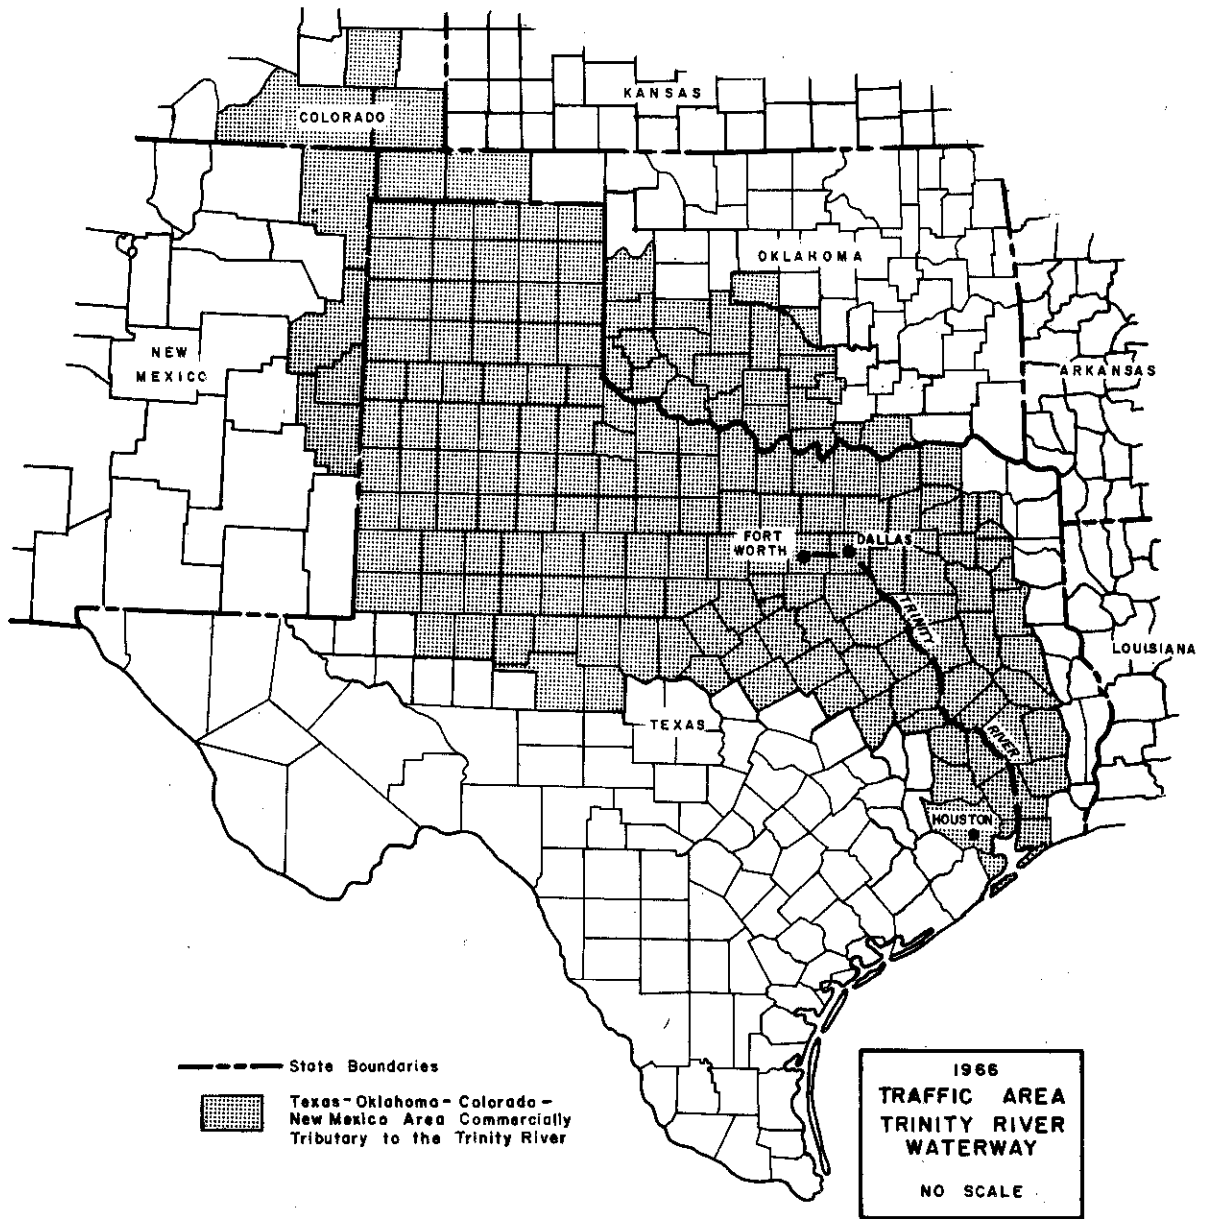 COLORADO
KANSAS
OKLAHOMA
NEW
MEXICO
ARKANSAS
FORT
WORTH
DALLAS
TRINITY
LOUISIANA
TEXAS
RIVER
HOUSTON
State Boundaries
Texas-Oklahoma-Colorado-
New Mexico Area Commercially
Tributary to the Trinity River
1966
TRAFFIC AREA
TRINITY RIVER
WATERWAY
NO SCALE